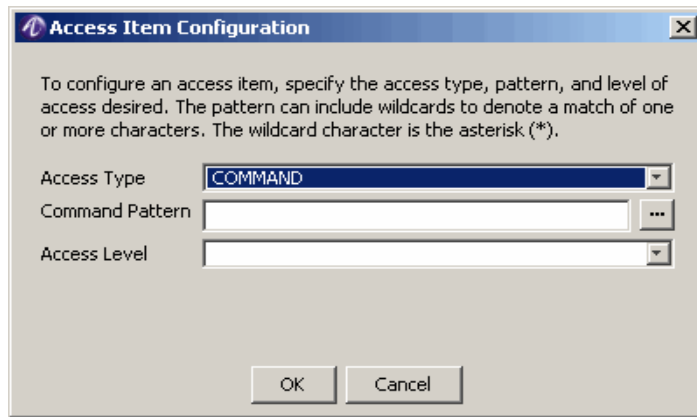 Access Item Configuration
To configure an access item, specify the access type, pattern, and level of
access desired. The pattern can include wildcards to denote a match of one
or more characters. The wildcard character is the asterisk (*).
Access Type COMMAND
Command Pattern ...
Access Level
OK Cancel